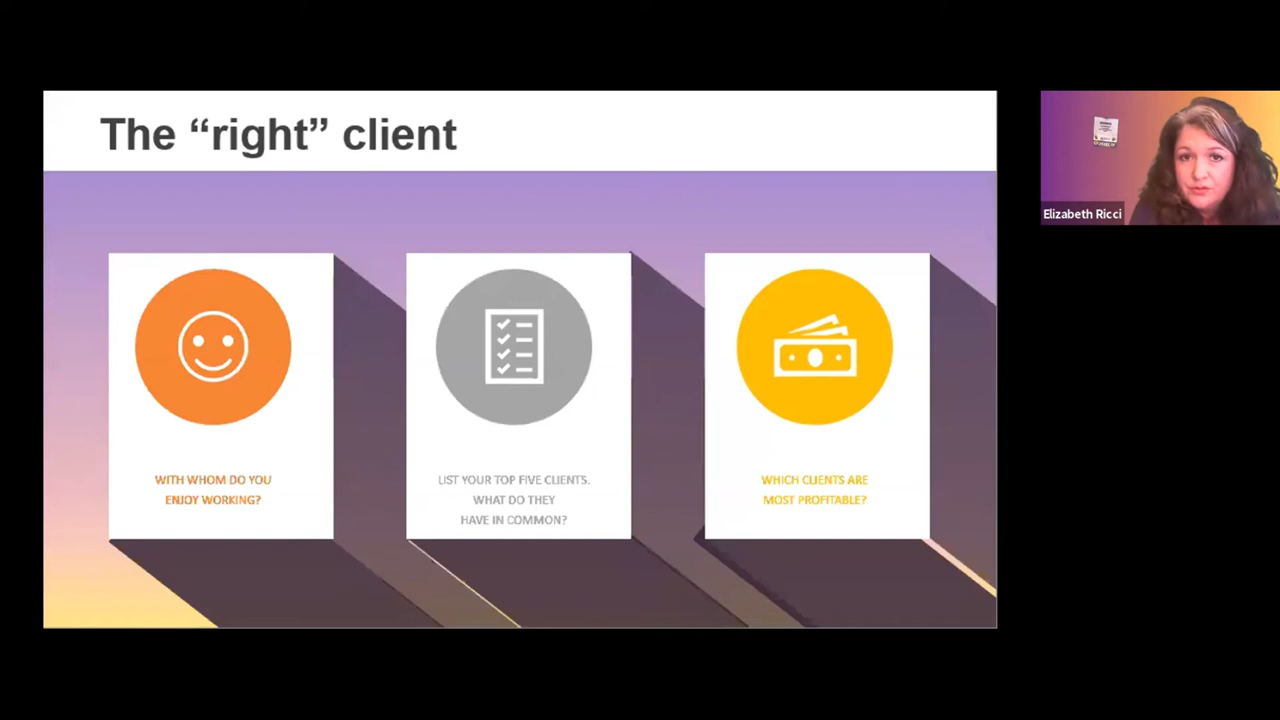 The “right” client
WITH WHOM DO YOU
ENJOY WORKING?
LIST YOUR TOP FIVE CLIENTS.
WHAT DO THEY
HAVE IN COMMON?
WHICH CLIENTS ARE
MOST PROFITABLE?
Elizabeth Ricci